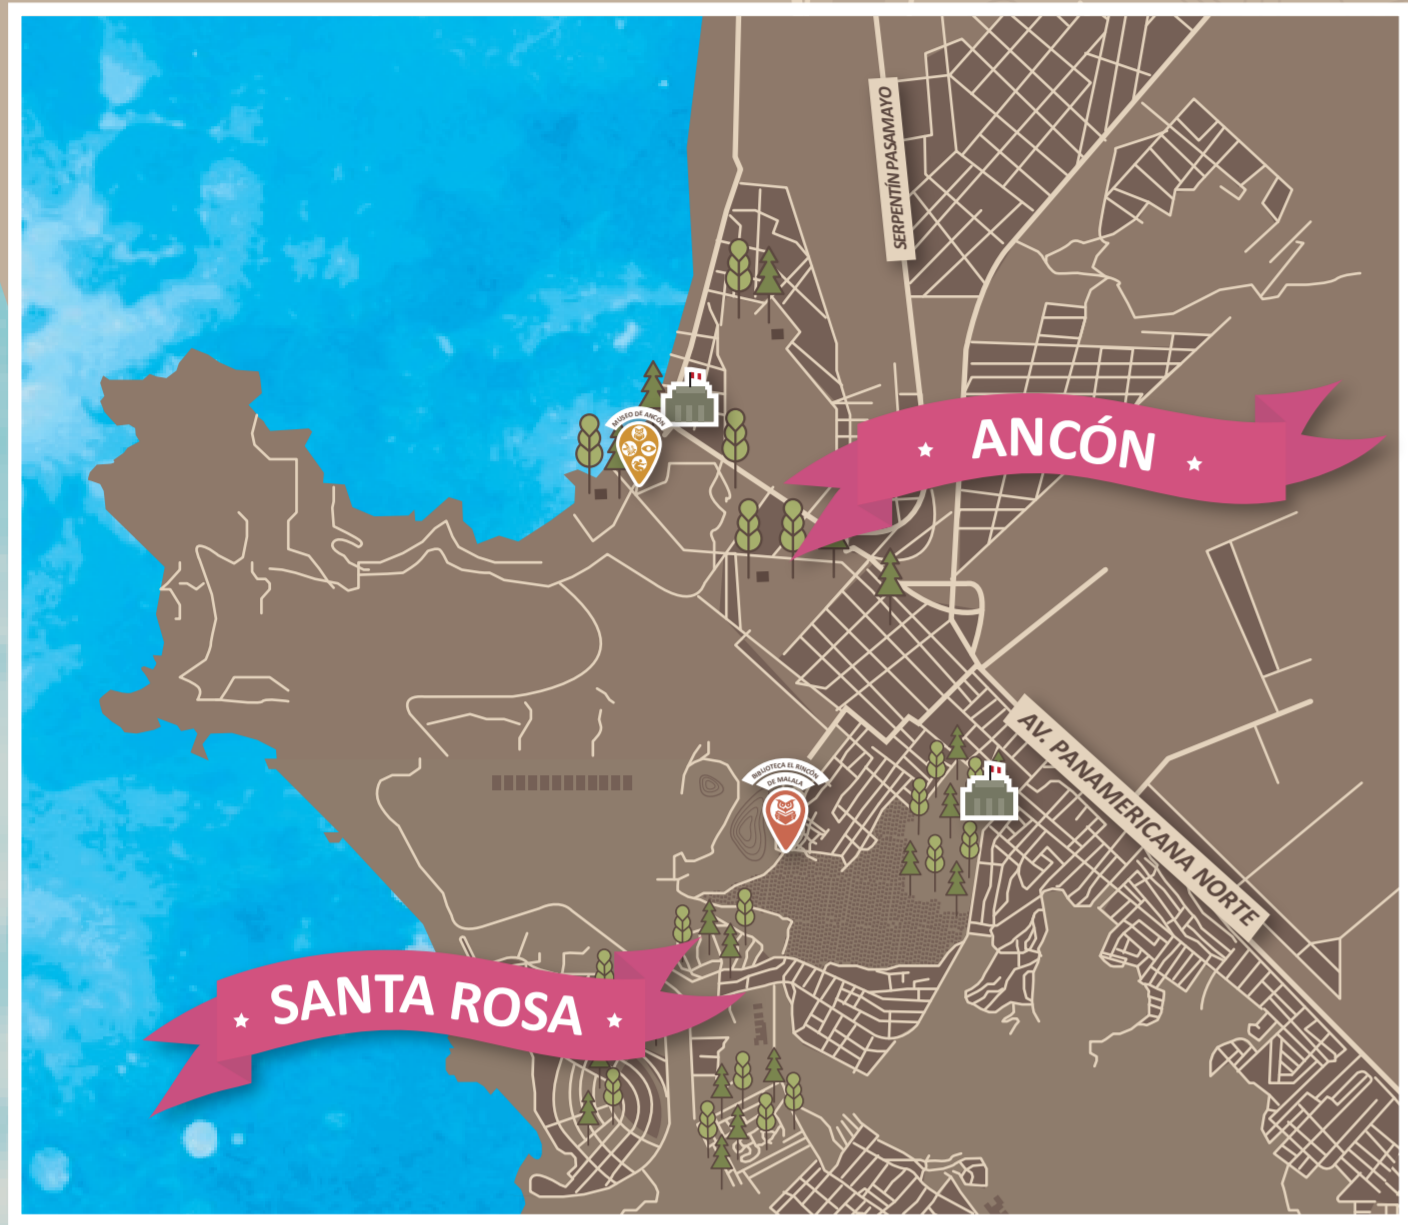 SERPENTÍN PASAMAYO
MUSEO DE ANCÓN
ANCÓN
AV. PANAMERICANA NORTE
BIBLIOTECA EL RINCÓN
DE MALALA
SANTA ROSA